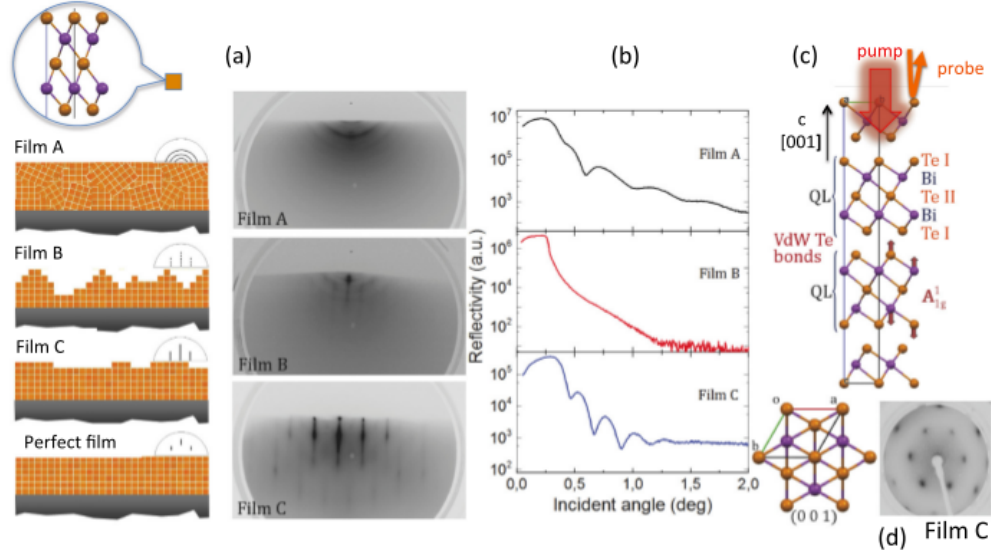 (a)
(b)
(c)
pump
probe
c
[001]
Film A
Film A
Film B
Film B
Film C
Film C
Perfect film
10⁷
10⁵
10³
Film A
10⁶
10⁴
10²
Film B
10⁵
10³
10²
Film C
Reflectivity (a.u.)
0,0
0,5
1,0
1,5
2,0
Incident angle (deg)
QL
Te I
Bi
Te II
Bi
Te I
VdW Te
bonds
QL
A¹₁g
o
a
b
(0 0 1)
(d)
Film C